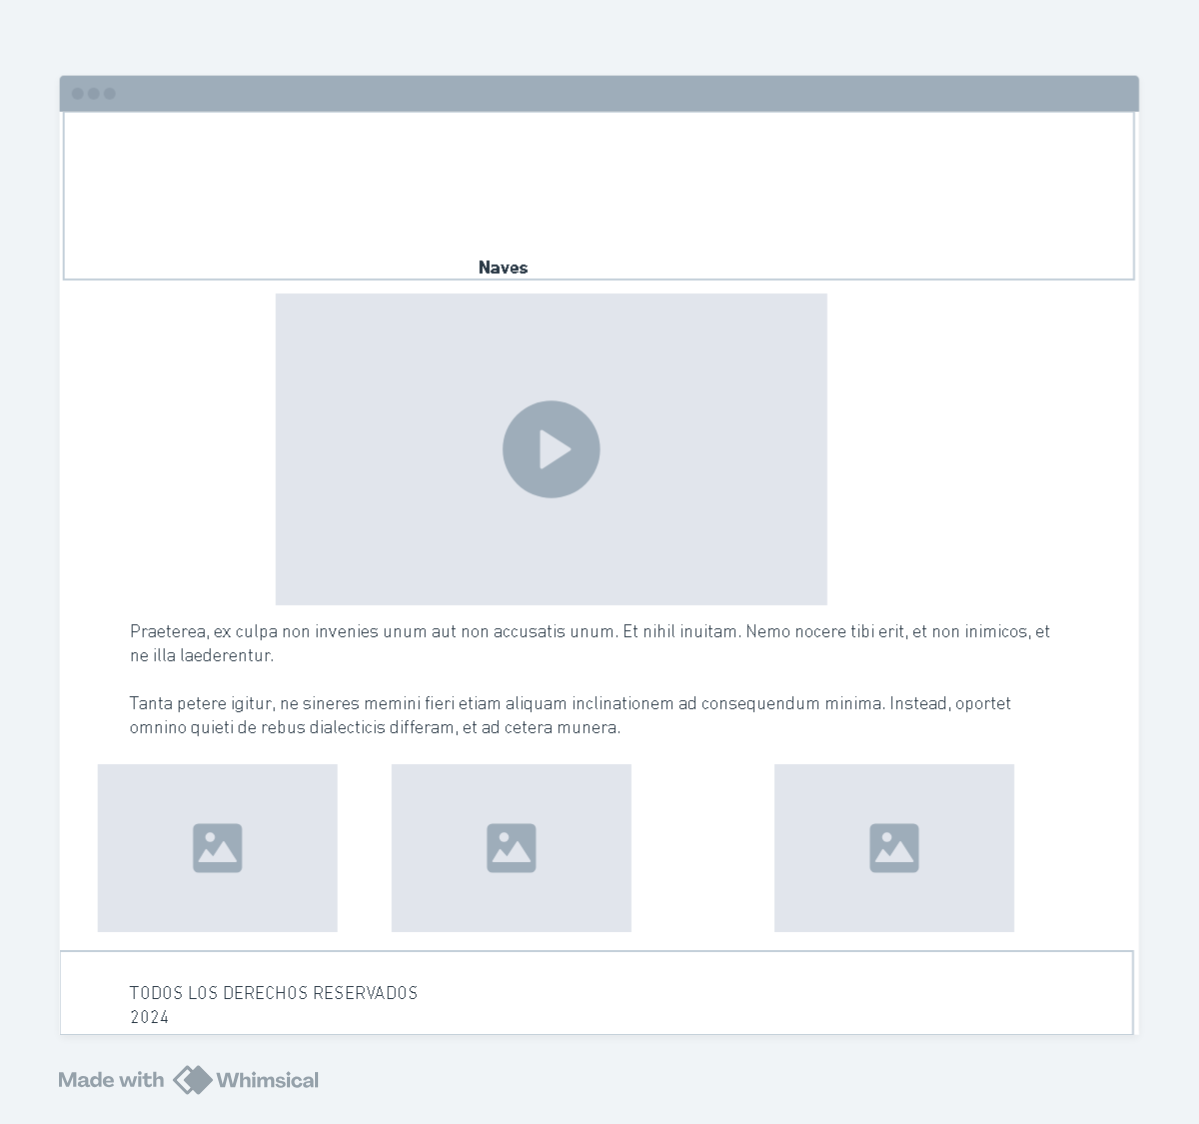 Naves
Praeterea, ex culpa non invenies unum aut non accusatis unum. Et nihil inuitam. Nemo nocere tibi erit, et non inimicos, et
ne illa laederentur.
Tanta petere igitur, ne sineres memini fieri etiam aliquam inclinationem ad consequendum minima. Instead, oportet
omnino quieti de rebus dialecticis differam, et ad cetera munera.
TODOS LOS DERECHOS RESERVADOS
2024
Made with Whimsical